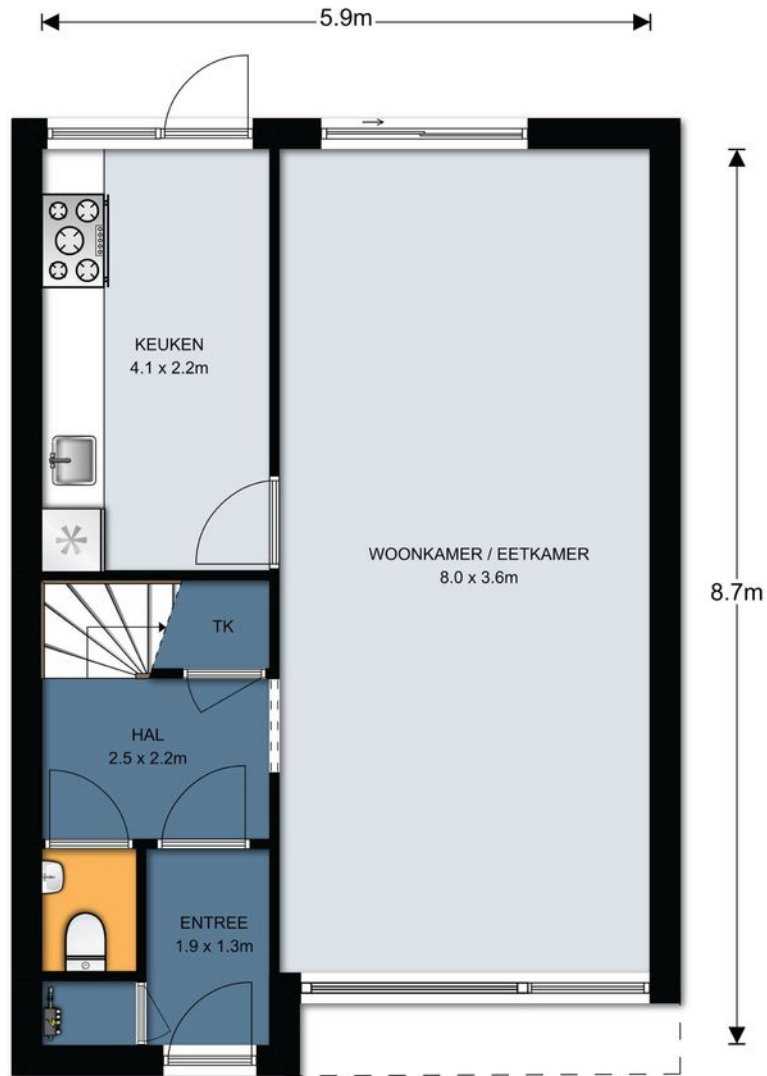 5.9m
KEUKEN
4.1 x 2.2m
WOONKAMER / EETKAMER
8.0 x 3.6m
8.7m
TK
HAL
2.5 x 2.2m
ENTREE
1.9 x 1.3m